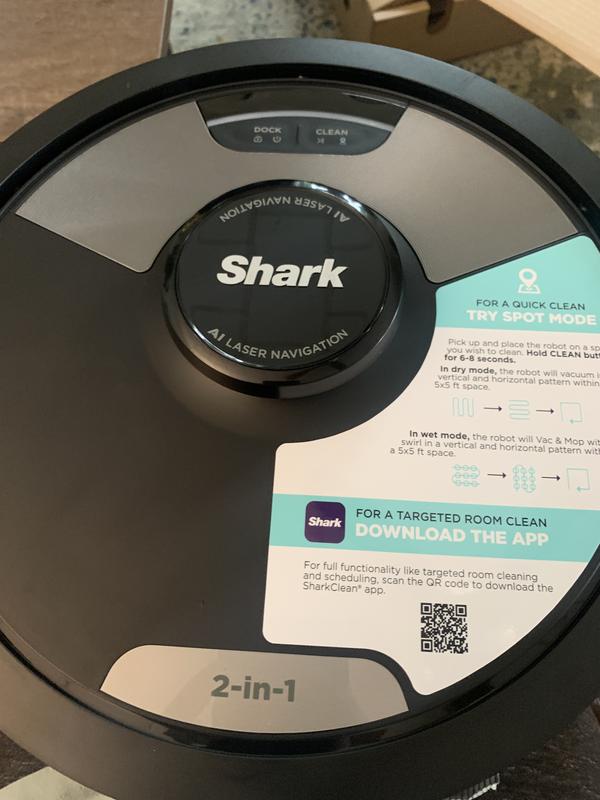 DOCK
CLEAN
AI LASER NAVIGATION
Shark
AI LASER NAVIGATION
FOR A QUICK CLEAN
TRY SPOT MODE
Pick up and place the robot on a
you wish to clean. Hold CLEAN
for 6-8 seconds.
In dry mode, the robot will vacuum
vertical and horizontal pattern within
5x5 ft space.
In wet mode, the robot will Vac & Mop
swirl in a vertical and horizontal pattern
a 5x5 ft space.
Shark
FOR A TARGETED ROOM CLEAN
DOWNLOAD THE APP
For full functionality like targeted room cleaning
and scheduling, scan the QR code to download the
SharkClean® app.
2-in-1